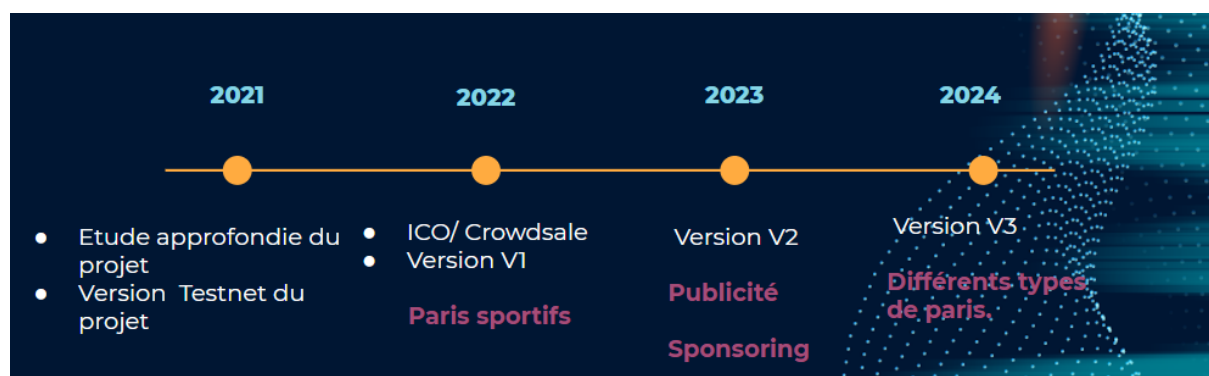 2021
2022
2023
2024
● Etude approfondie du
projet
● Version Testnet du
projet
● ICO/ Crowdsale
● Version V1
Paris sportifs
Version V2
Publicité
Sponsoring
Version V3
Différents types
de paris.